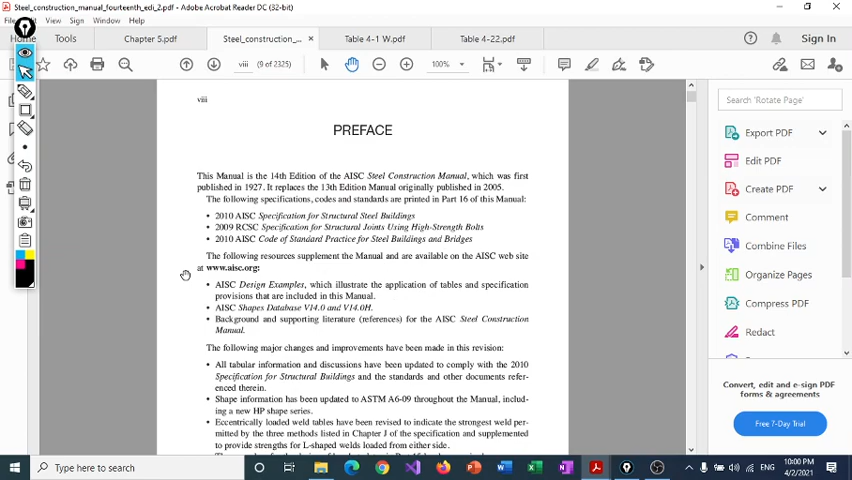 Steel_construction_manual_fourteenth_edi_2.pdf - Adobe Acrobat Reader DC (32-bit)
View Sign Window Help
Home Tools Chapter 5.pdf Steel_construction_... × Table 4-1 W.pdf Table 4-22.pdf Sign In
viii (9 of 2325) 100%
viii
PREFACE
This Manual is the 14th Edition of the AISC Steel Construction Manual, which was first
published in 1927. It replaces the 13th Edition Manual originally published in 2005.
The following specifications, codes and standards are printed in Part 16 of this Manual:
• 2010 AISC Specification for Structural Steel Buildings
• 2009 RCSC Specification for Structural Joints Using High-Strength Bolts
• 2010 AISC Code of Standard Practice for Steel Buildings and Bridges
The following resources supplement the Manual and are available on the AISC web site
at www.aisc.org:
• AISC Design Examples, which illustrate the application of tables and specification
provisions that are included in this Manual.
• AISC Shapes Database V14.0 and V14.0H.
• Background and supporting literature (references) for the AISC Steel Construction
Manual.
The following major changes and improvements have been made in this revision:
• All tabular information and discussions have been updated to comply with the 2010
Specification for Structural Buildings and the standards and other documents refer-
enced therein.
• Shape information has been updated to ASTM A6-09 throughout the Manual, includ-
ing a new HP shape series.
• Eccentrically loaded weld tables have been revised to indicate the strongest weld per-
mitted by the three methods listed in Chapter J of the specification and supplemented
to provide strengths for L-shaped welds loaded from either side.
Search 'Rotate Page'
Export PDF
Edit PDF
Create PDF
Comment
Combine Files
Organize Pages
Compress PDF
Redact
Convert, edit and e-sign PDF
forms & agreements
Free 7-Day Trial
Type here to search
ENG
10:00 PM
4/2/2021